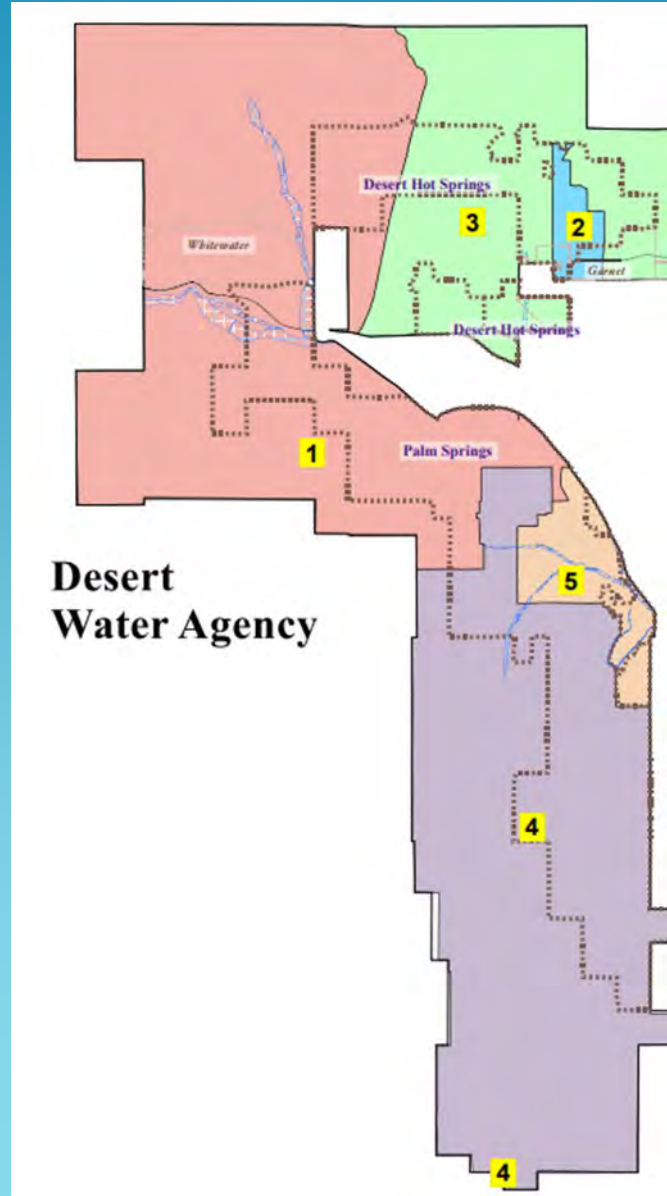 Desert Hot Springs
3
2
Whitewater
Garnet
Desert Hot Springs
1
Palm Springs
Desert
Water Agency
5
4
4